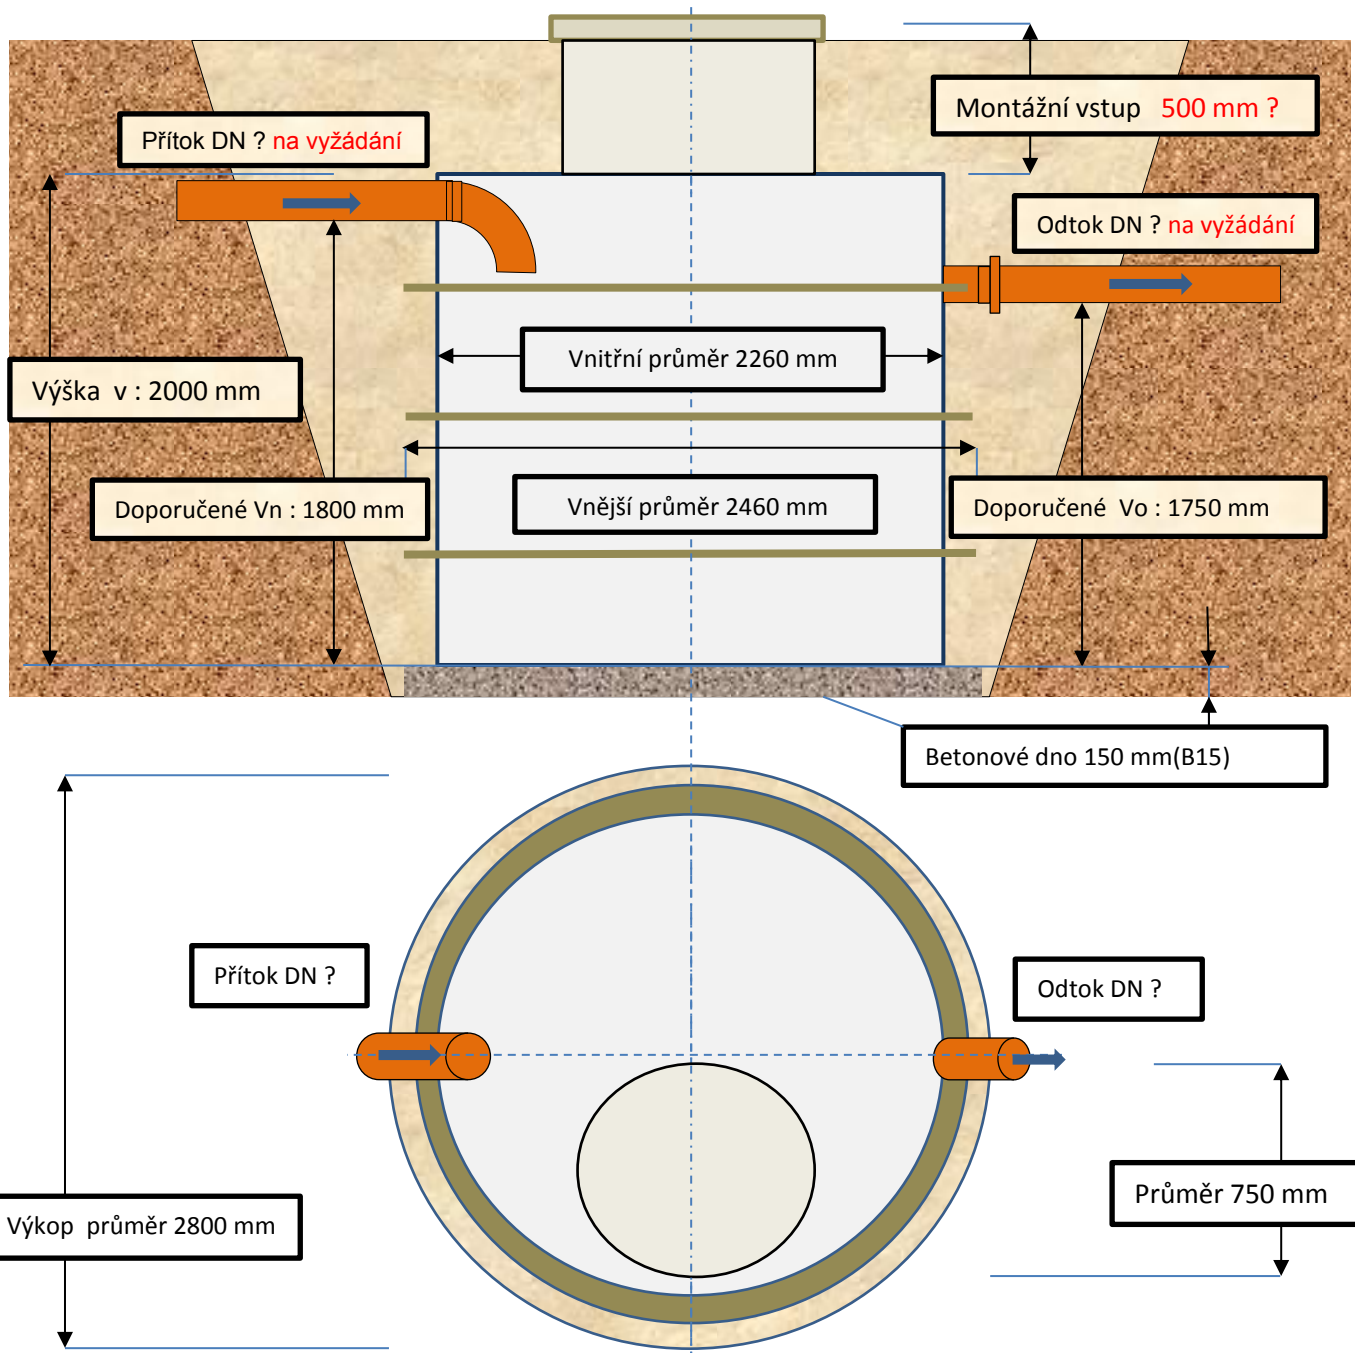 Montážní vstup 500 mm ?
Přítok DN ? na vyžádání
Odtok DN ? na vyžádání
Vnitřní průměr 2260 mm
Výška v : 2000 mm
Doporučené Vn : 1800 mm
Vnější průměr 2460 mm
Doporučené Vo : 1750 mm
Betonové dno 150 mm(B15)
Přítok DN ?
Odtok DN ?
Průměr 750 mm
Výkop průměr 2800 mm